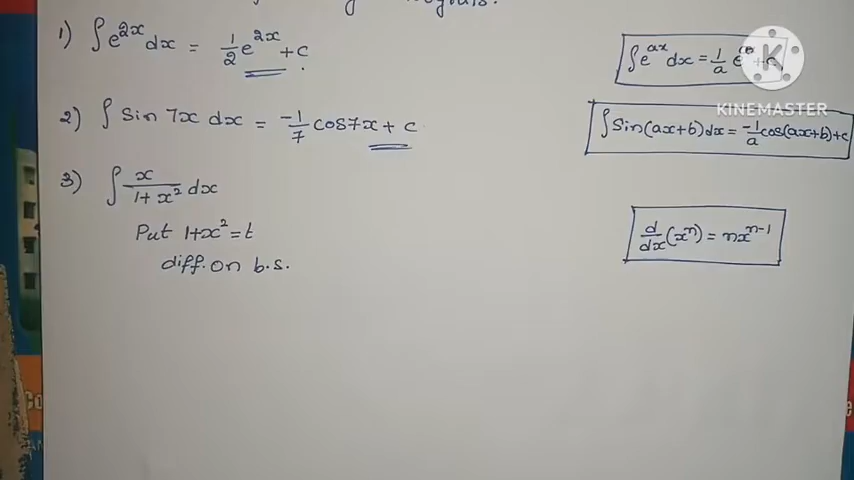 1) ∫e^{2x} dx = 1/2 e^{2x} + c
∫e^{ax} dx = 1/a e^{ax} + c
2) ∫ Sin 7x dx = -1/7 cos7x + c
∫Sin(ax+b) dx = -1/a cos(ax+b)+c
3) ∫ x/(1+x²) dx
Put 1+x² = t
d/dx (x^n) = nx^{n-1}
diff. on b.s.
K
KINEMASTER